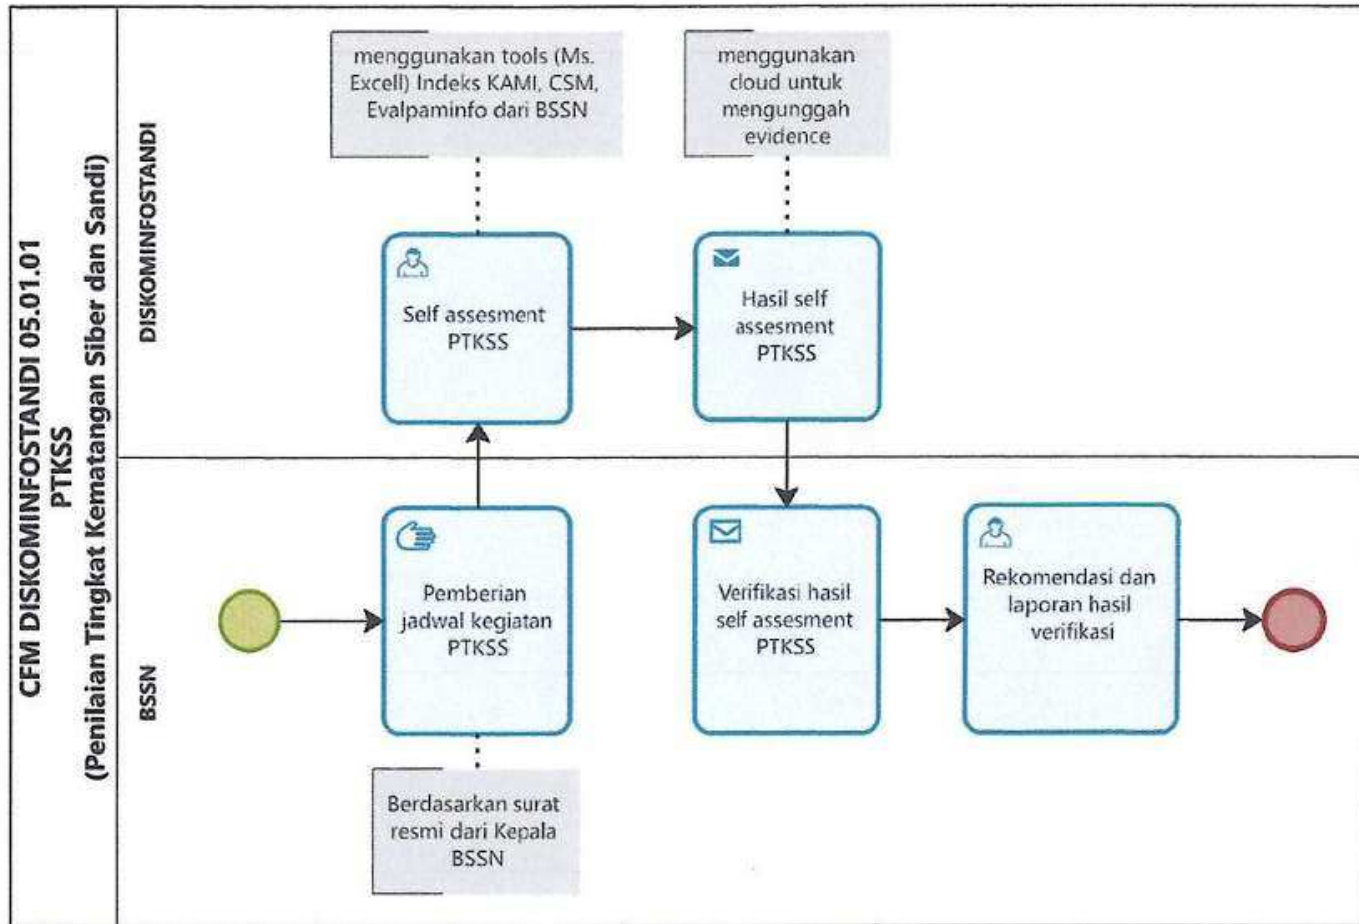 CFM DISKOMINFOSTANDI 05.01.01
PTKSS
(Penilaian Tingkat Kematangan Siber dan Sandi)
DISKOMINFOSTANDI
menggunakan tools (Ms.
Excell) Indeks KAMI, CSM,
Evalpaminfo dari BSSN
menggunakan
cloud untuk
mengunggah
evidence
Self assesment
PTKSS
Hasil self
assesment
PTKSS
BSSN
Pemberian
jadwal kegiatan
PTKSS
Verifikasi hasil
self assesment
PTKSS
Rekomendasi dan
laporan hasil
verifikasi
Berdasarkan surat
resmi dari Kepala
BSSN